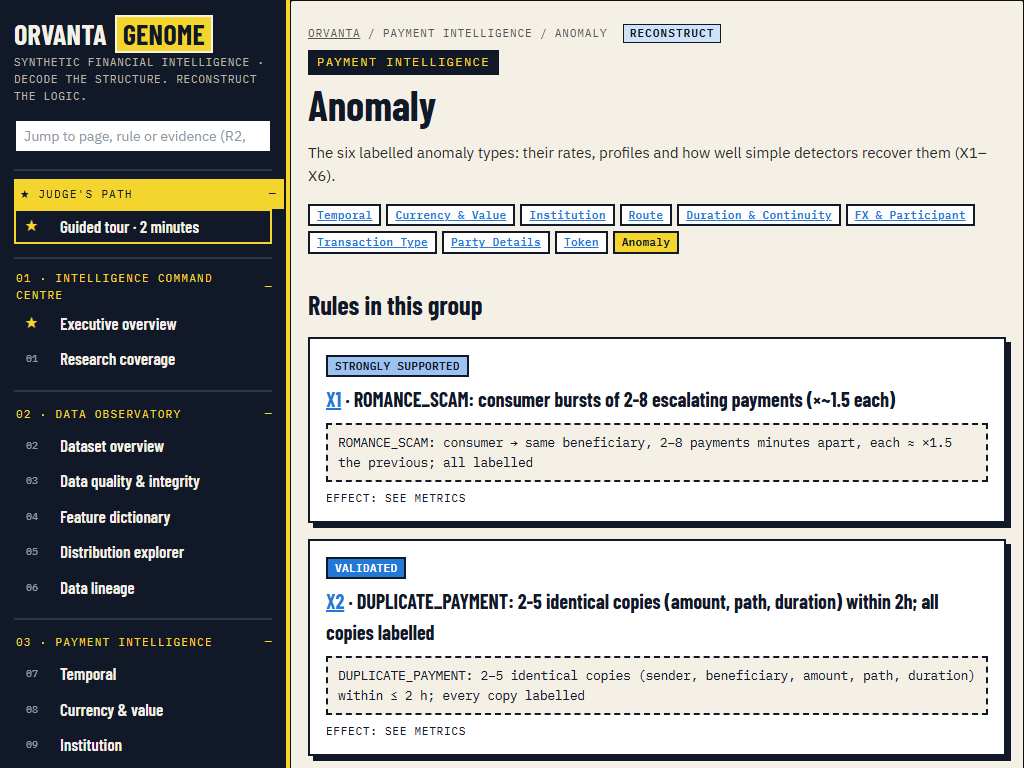 ORVANTA GENOME
SYNTHETIC FINANCIAL INTELLIGENCE ·
DECODE THE STRUCTURE. RECONSTRUCT
THE LOGIC.
Jump to page, rule or evidence (R2,
★ JUDGE'S PATH –
★ Guided tour · 2 minutes
01 · INTELLIGENCE COMMAND
CENTRE –
★ Executive overview
01 Research coverage
02 · DATA OBSERVATORY –
02 Dataset overview
03 Data quality & integrity
04 Feature dictionary
05 Distribution explorer
06 Data lineage
03 · PAYMENT INTELLIGENCE –
07 Temporal
08 Currency & value
09 Institution
ORVANTA / PAYMENT INTELLIGENCE / ANOMALY RECONSTRUCT
PAYMENT INTELLIGENCE
Anomaly
The six labelled anomaly types: their rates, profiles and how well simple detectors recover them (X1–
X6).
Temporal Currency & Value Institution Route Duration & Continuity FX & Participant
Transaction Type Party Details Token Anomaly
Rules in this group
STRONGLY SUPPORTED
X1 · ROMANCE_SCAM: consumer bursts of 2-8 escalating payments (×~1.5 each)
ROMANCE_SCAM: consumer → same beneficiary, 2–8 payments minutes apart, each ≈ ×1.5
the previous; all labelled
EFFECT: SEE METRICS
VALIDATED
X2 · DUPLICATE_PAYMENT: 2-5 identical copies (amount, path, duration) within 2h; all
copies labelled
DUPLICATE_PAYMENT: 2–5 identical copies (sender, beneficiary, amount, path, duration)
within ≤ 2 h; every copy labelled
EFFECT: SEE METRICS